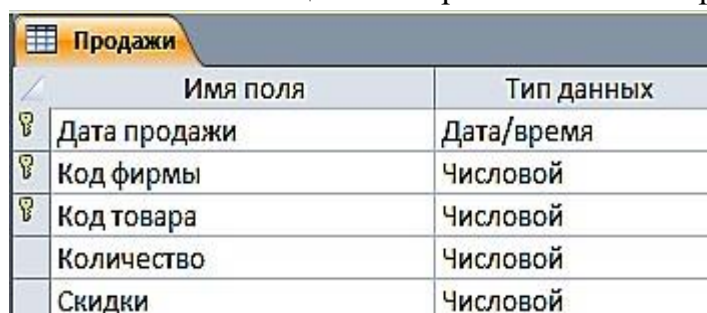 Продажи
Имя поля Тип данных
Дата продажи Дата/время
Код фирмы Числовой
Код товара Числовой
Количество Числовой
Скидки Числовой